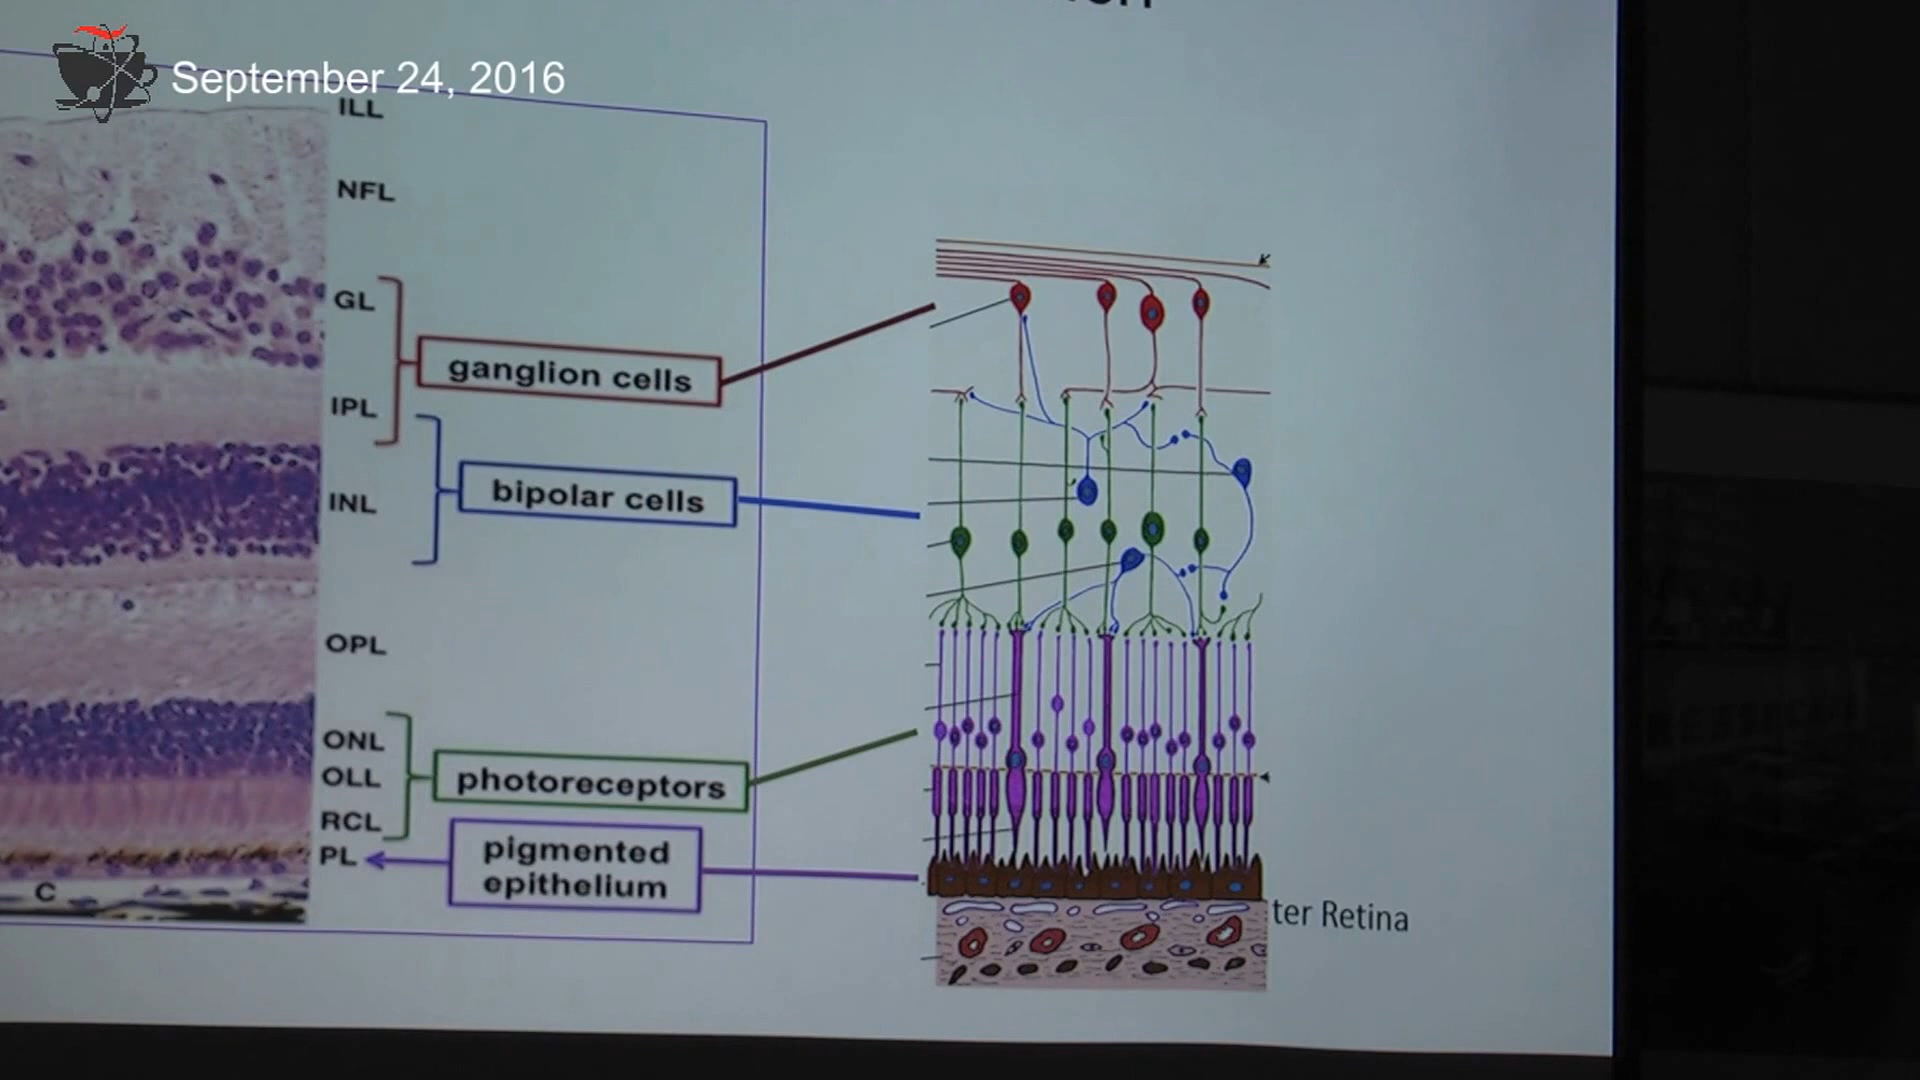 September 24, 2016
ILL
NFL
GL
ganglion cells
IPL
bipolar cells
INL
OPL
ONL
OLL
photoreceptors
RCL
PL
pigmented
epithelium
C
ter Retina